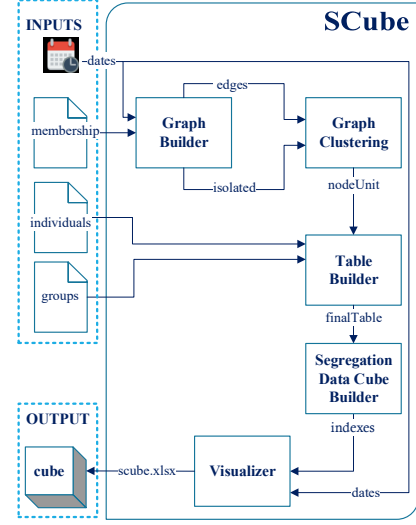 SCube
INPUTS
dates
edges
membership
Graph
Builder
Graph
Clustering
isolated
nodeUnit
individuals
groups
Table
Builder
finalTable
Segregation
Data Cube
Builder
indexes
OUTPUT
cube
scube.xlsx
Visualizer
dates